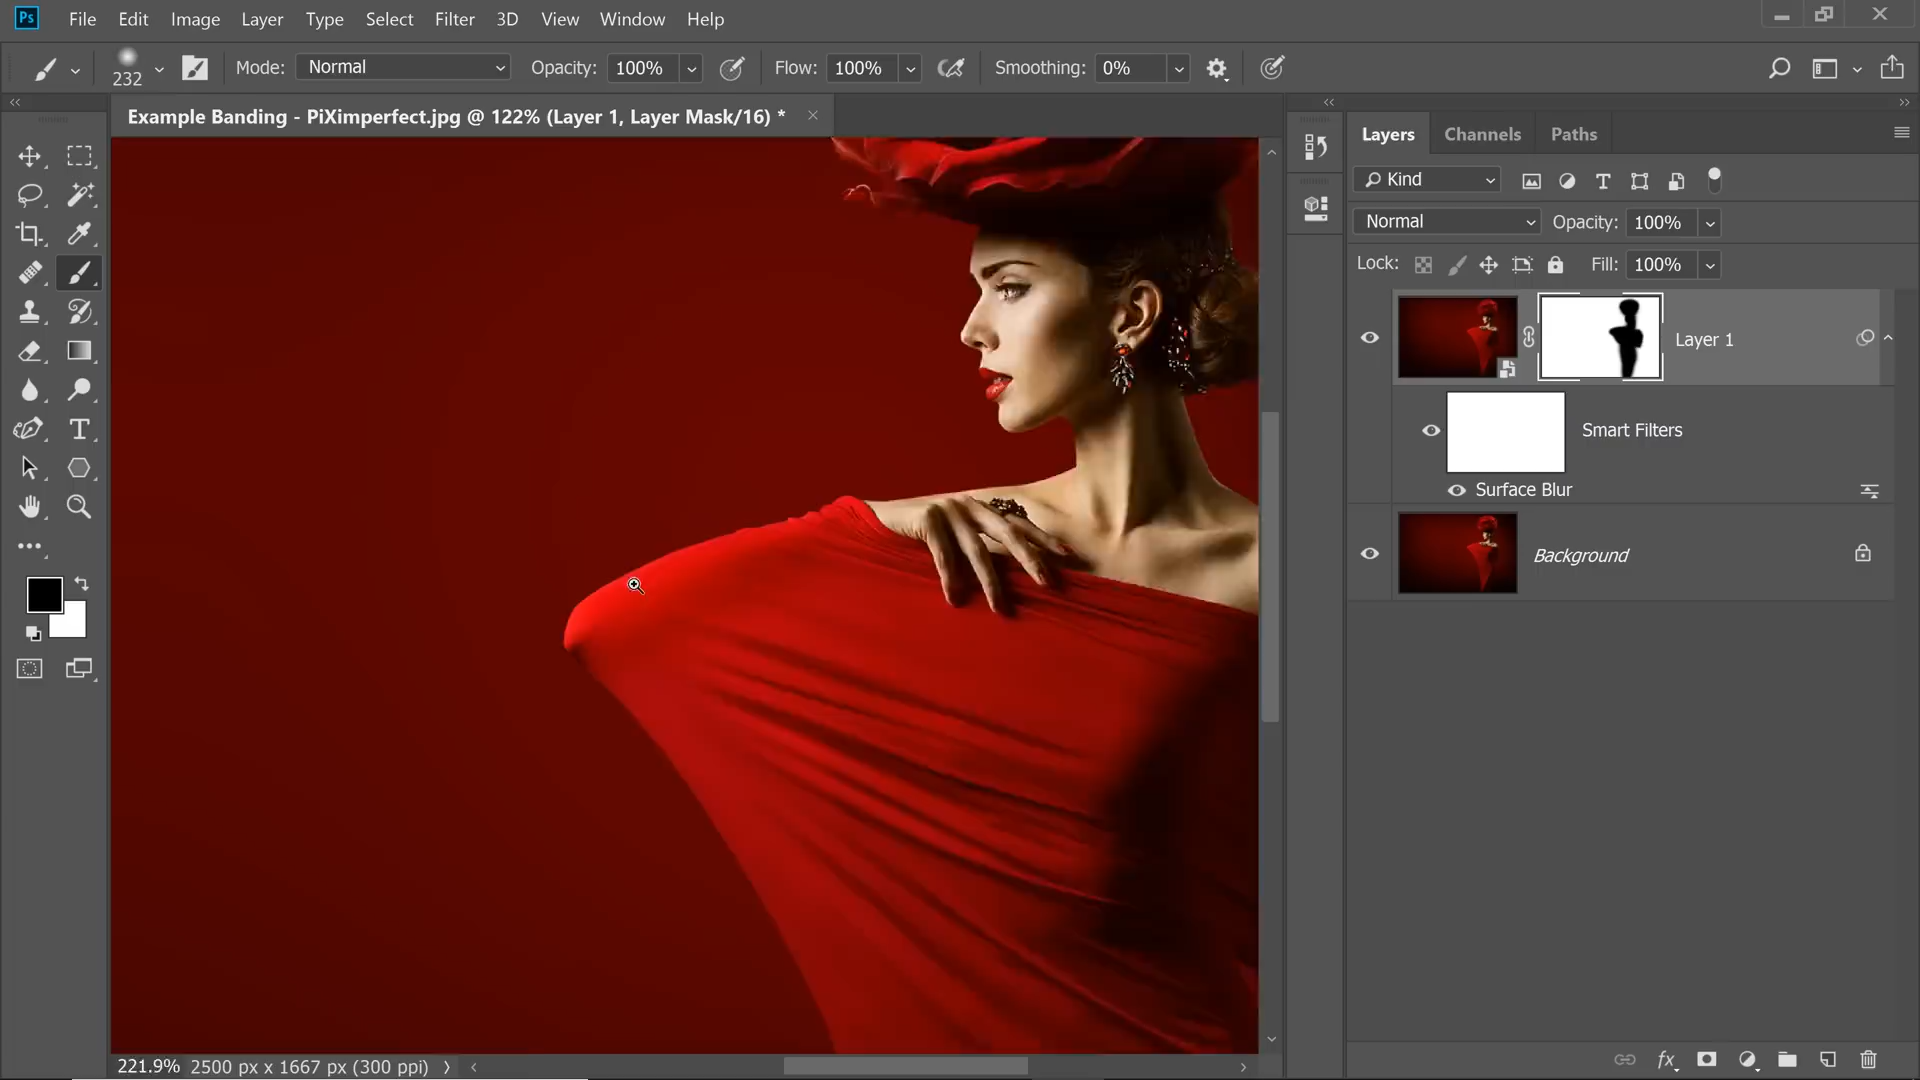 Ps File Edit Image Layer Type Select Filter 3D View Window Help
232 Mode: Normal Opacity: 100% Flow: 100% Smoothing: 0%
Example Banding - PiXimperfect.jpg @ 122% (Layer 1, Layer Mask/16) *
Layers Channels Paths
Kind
Normal Opacity: 100%
Lock: Fill: 100%
Layer 1
Smart Filters
Surface Blur
Background
221.9% 2500 px x 1667 px (300 ppi)
fx